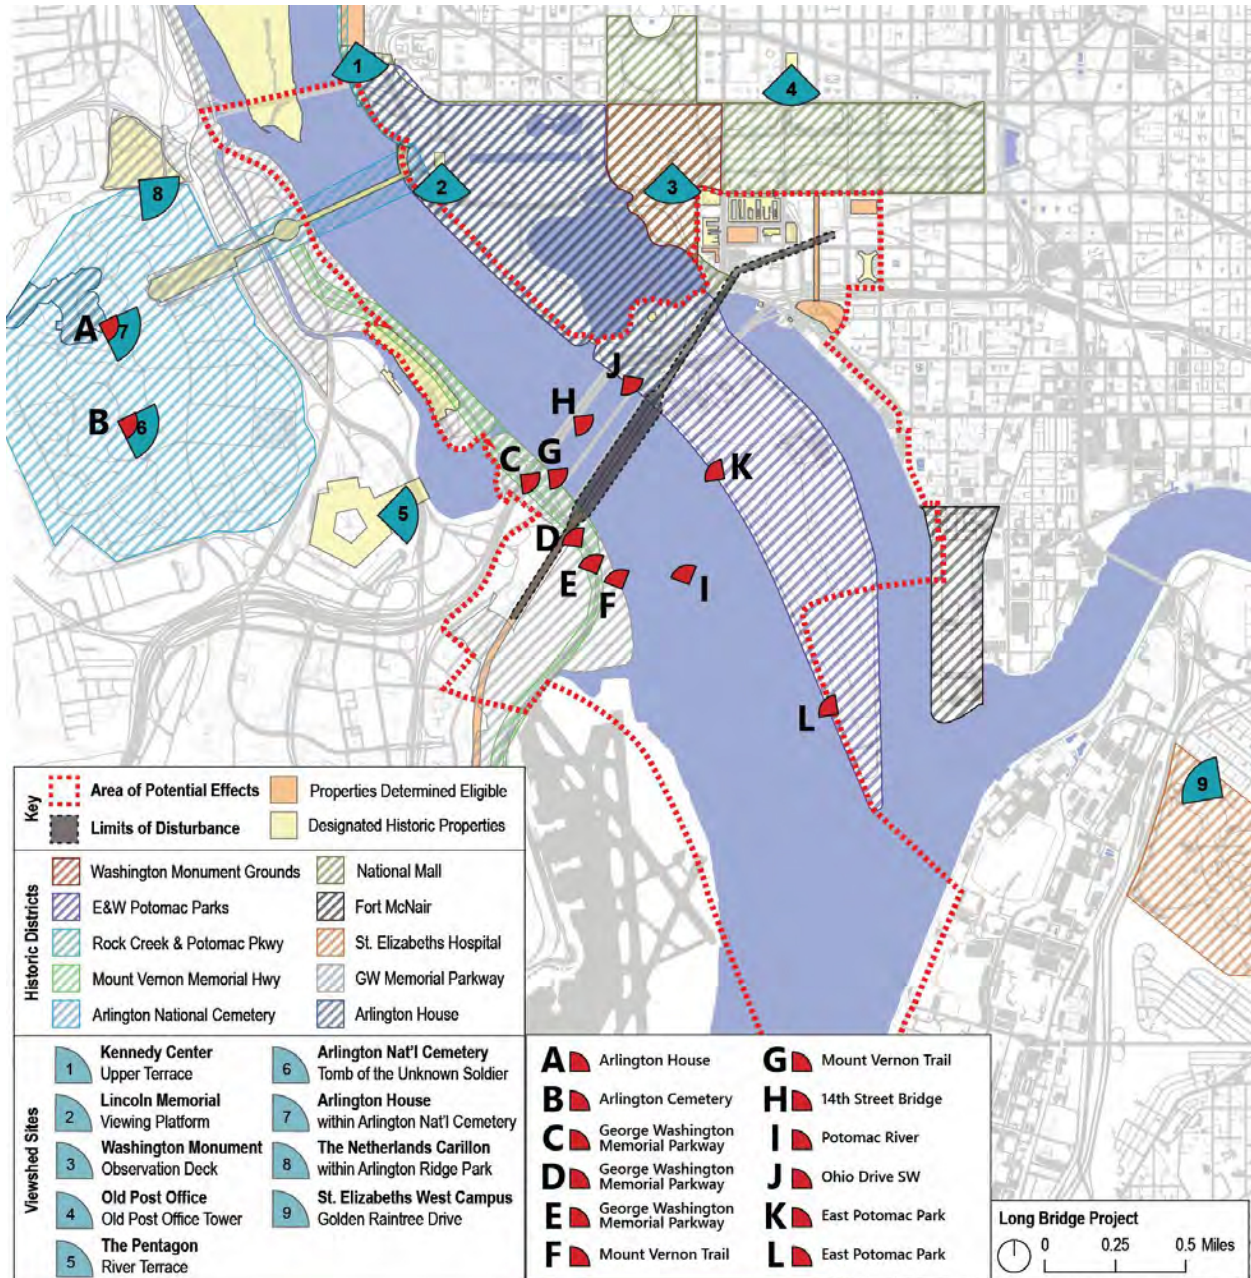 1
4
2
3
8
A
7
B
6
5
J
H
G
C
K
D
E
F
I
L
9
Key
Area of Potential Effects
Properties Determined Eligible
Limits of Disturbance
Designated Historic Properties
Historic Districts
Washington Monument Grounds
National Mall
E&W Potomac Parks
Fort McNair
Rock Creek & Potomac Pkwy
St. Elizabeths Hospital
Mount Vernon Memorial Hwy
GW Memorial Parkway
Arlington National Cemetery
Arlington House
Viewshed Sites
1
Kennedy Center
Upper Terrace
2
Lincoln Memorial
Viewing Platform
3
Washington Monument
Observation Deck
4
Old Post Office
Old Post Office Tower
5
The Pentagon
River Terrace
6
Arlington Nat'l Cemetery
Tomb of the Unknown Soldier
7
Arlington House
within Arlington Nat'l Cemetery
8
The Netherlands Carillon
within Arlington Ridge Park
9
St. Elizabeths West Campus
Golden Raintree Drive
A Arlington House
B Arlington Cemetery
C George Washington
Memorial Parkway
D George Washington
Memorial Parkway
E George Washington
Memorial Parkway
F Mount Vernon Trail
G Mount Vernon Trail
H 14th Street Bridge
I Potomac River
J Ohio Drive SW
K East Potomac Park
L East Potomac Park
Long Bridge Project
0 0.25 0.5 Miles